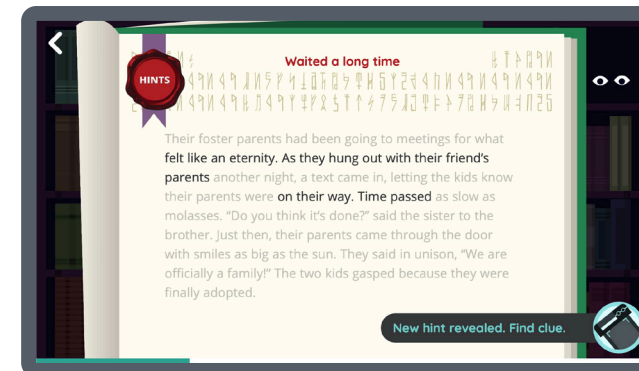 Waited a long time
HINTS
Their foster parents had been going to meetings for what
felt like an eternity. As they hung out with their friend's
parents another night, a text came in, letting the kids know
their parents were on their way. Time passed as slow as
molasses. “Do you think it's done?” said the sister to the
brother. Just then, their parents came through the door
with smiles as big as the sun. They said in unison, “We are
officially a family!” The two kids gasped because they were
finally adopted.
New hint revealed. Find clue.